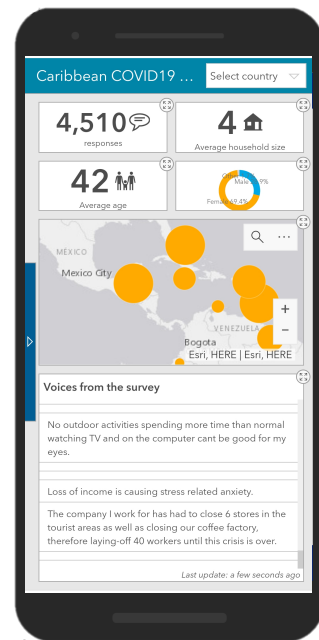 Caribbean COVID19 ...
Select country
4,510
responses
4
Average household size
42
Average age
Female 69.4%
MÉXICO
Mexico City
VENEZUELA
Bogota
Esri, HERE | Esri, HERE
+
−
Voices from the survey
No outdoor activities spending more time than normal
watching TV and on the computer cant be good for my
eyes.
Loss of income is causing stress related anxiety.
The company I work for has had to close 6 stores in the
tourist areas as well as closing our coffee factory,
therefore laying-off 40 workers until this crisis is over.
Last update: a few seconds ago